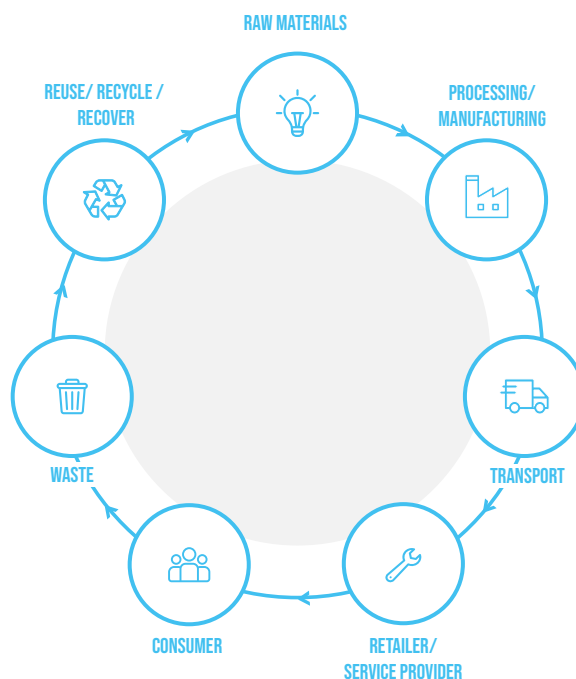 RAW MATERIALS
REUSE/ RECYCLE /
RECOVER
PROCESSING/
MANUFACTURING
WASTE
TRANSPORT
CONSUMER
RETAILER/
SERVICE PROVIDER